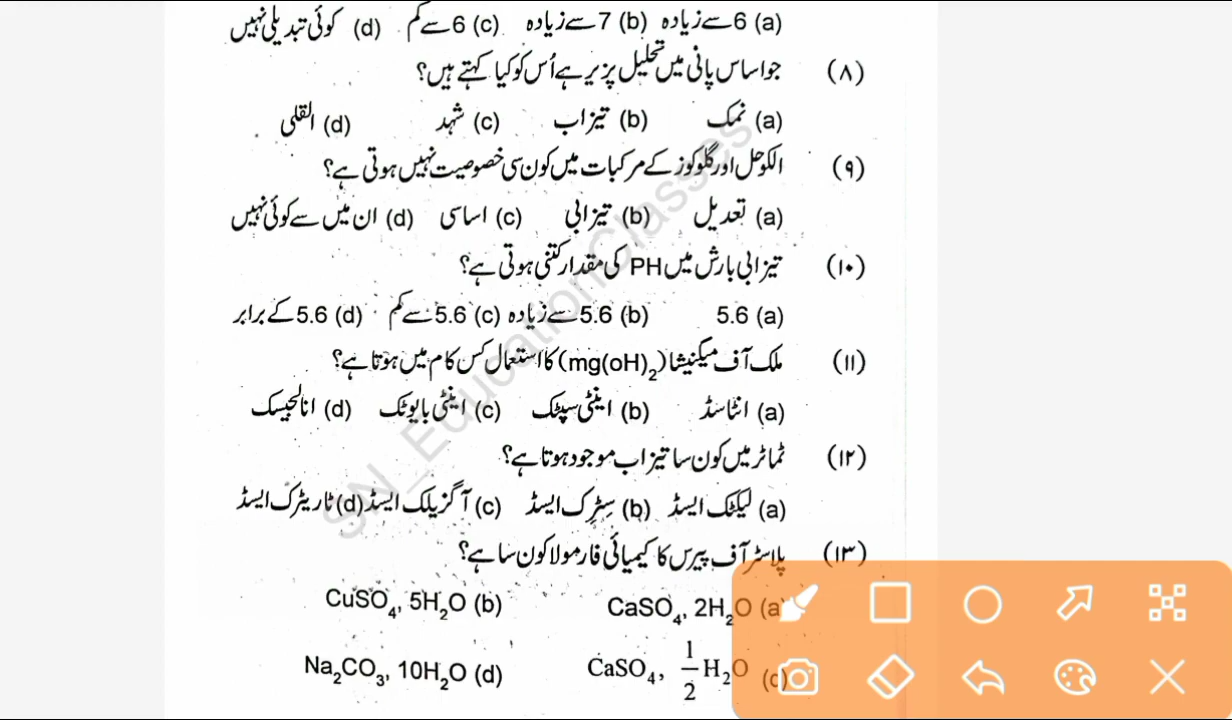 (a) 6 سے زیادہ (b) 7 سے زیادہ (c) 6 سے کم (d) کوئی تبدیلی نہیں
(۸) جو اساس پانی میں تحلیل پزیر ہے اُس کو کیا کہتے ہیں؟
(a) نمک (b) تیزاب (c) شہد (d) القلی
(۹) الکوحل اور گلوکوز کے مرکبات میں کون سی خصوصیت نہیں ہوتی ہے؟
(a) تعدیل (b) تیزابی (c) اساسی (d) ان میں سے کوئی نہیں
(۱۰) تیزابی بارش میں PH کی مقدار کتنی ہوتی ہے؟
(a) 5.6 (b) 5.6 سے زیادہ (c) 5.6 سے کم (d) 5.6 کے برابر
(۱۱) ملک آف میگنیشا (mg(oH)₂) کا استعمال کس کام میں ہوتا ہے؟
(a) انٹاسڈ (b) اینٹی سپٹک (c) اینٹی بایوٹک (d) انالجیسک
(۱۲) ٹماٹر میں کون سا تیزاب موجود ہوتا ہے؟
(a) لیکٹک ایسڈ (b) سِٹرِک ایسڈ (c) آگزیلک ایسڈ (d) ٹاریٹرک ایسڈ
(۱۳) پلاسٹر آف پیرس کا کیمیائی فارمولا کون سا ہے؟
(a) CaSO₄, 2H₂O (b) CuSO₄, 5H₂O
(c) CaSO₄, ½H₂O (d) Na₂CO₃, 10H₂O
SN_EducationClasses